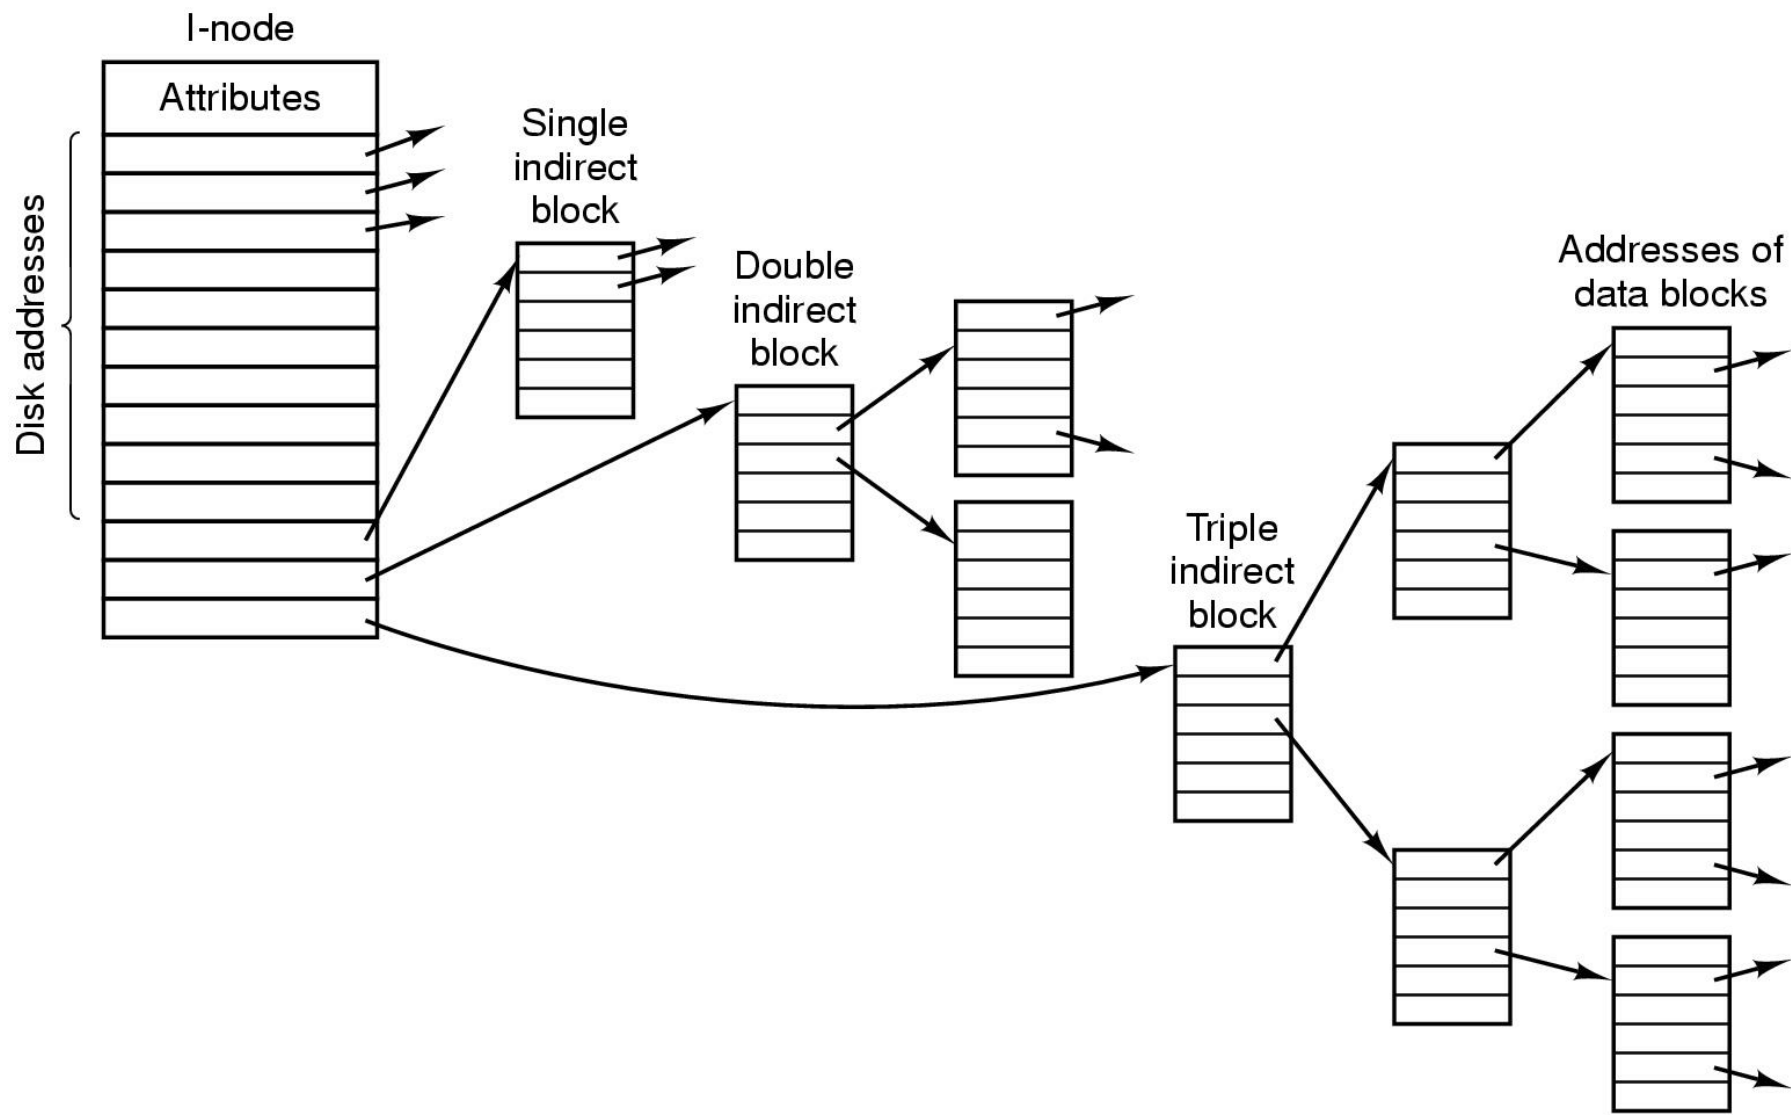 I-node
Attributes
Disk addresses
Single
indirect
block
Double
indirect
block
Triple
indirect
block
Addresses of
data blocks